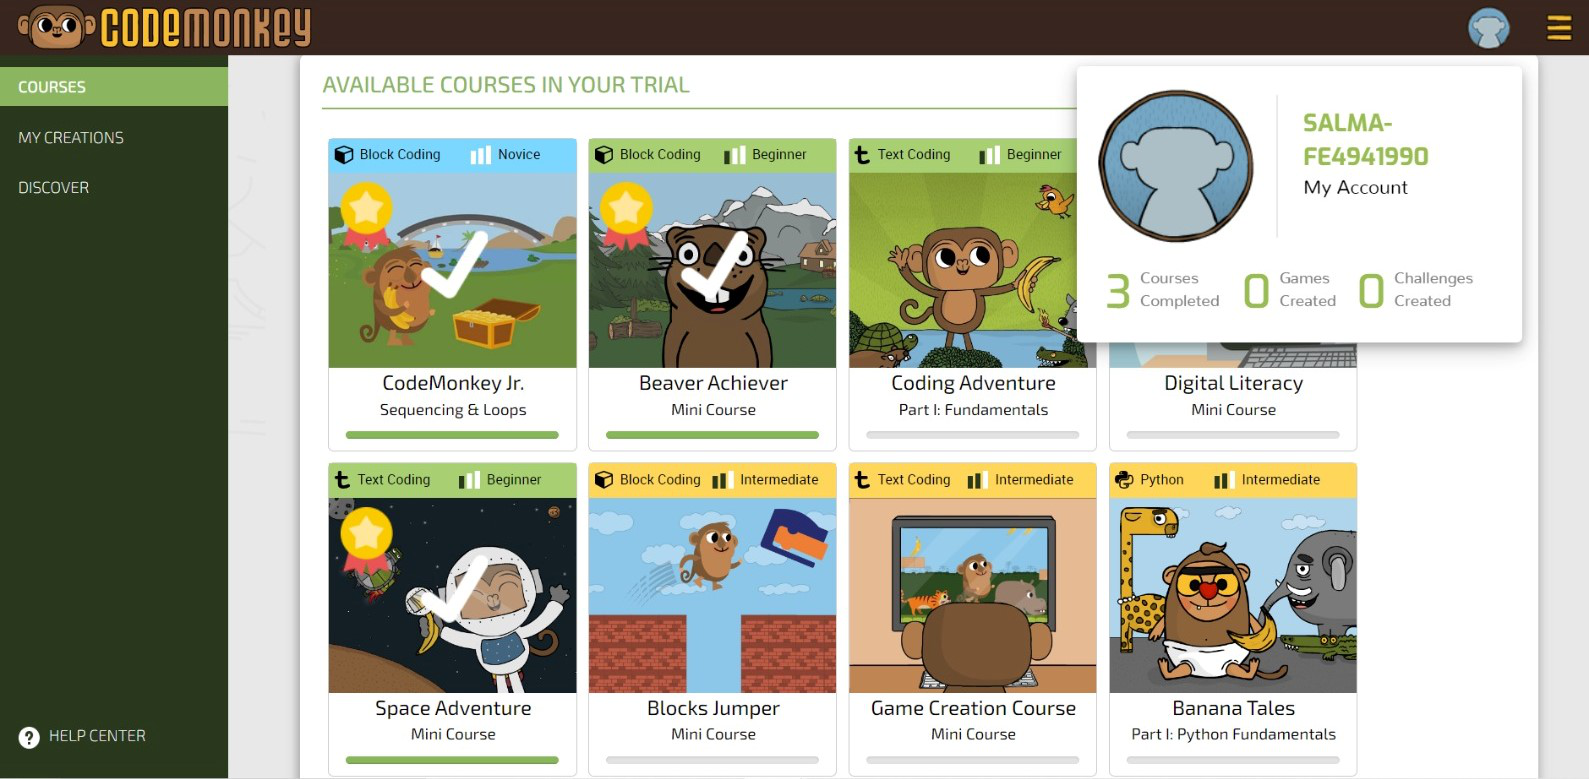 CODEMONKEY
COURSES
MY CREATIONS
DISCOVER
HELP CENTER
AVAILABLE COURSES IN YOUR TRIAL
SALMA-
FE4941990
My Account
3 Courses Completed
0 Games Created
0 Challenges Created
Block Coding Novice
CodeMonkey Jr.
Sequencing & Loops
Block Coding Beginner
Beaver Achiever
Mini Course
Text Coding Beginner
Coding Adventure
Part I: Fundamentals
Digital Literacy
Mini Course
Text Coding Beginner
Space Adventure
Mini Course
Block Coding Intermediate
Blocks Jumper
Mini Course
Text Coding Intermediate
Game Creation Course
Mini Course
Python Intermediate
Banana Tales
Part I: Python Fundamentals